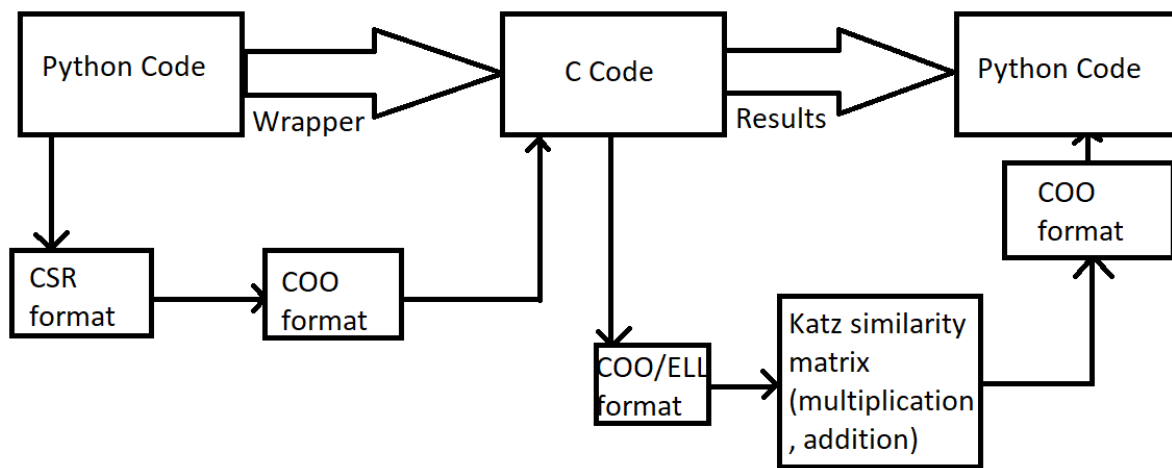 Python Code
Wrapper
C Code
Results
Python Code
CSR
format
COO
format
COO/ELL
format
Katz similarity
matrix
(multiplication
, addition)
COO
format